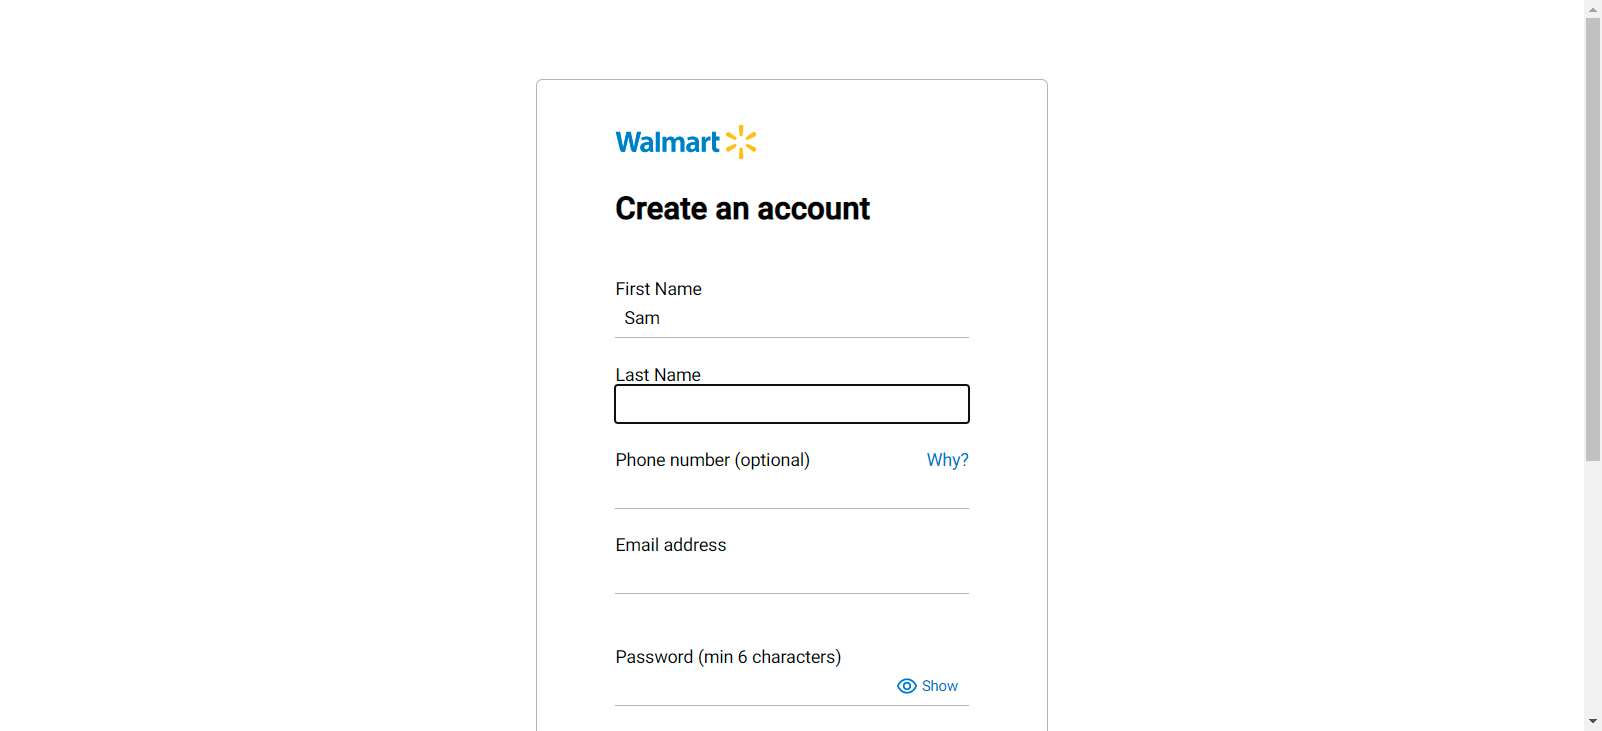 Walmart
Create an account
First Name
Sam
Last Name
Phone number (optional) Why?
Email address
Password (min 6 characters)
Show